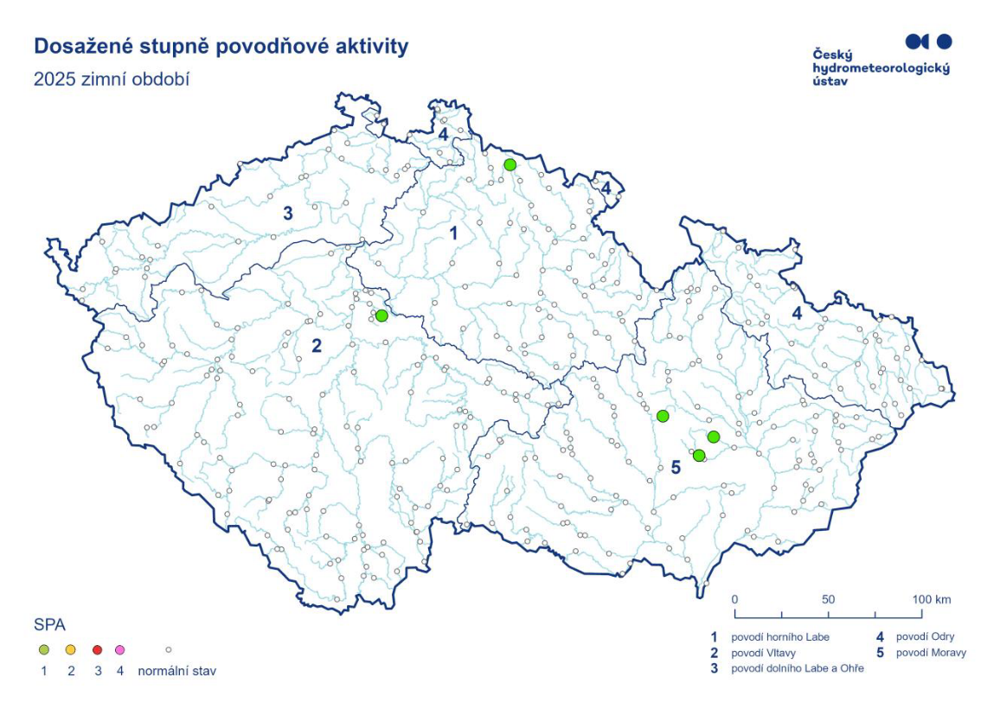 Dosažené stupně povodňové aktivity
2025 zimní období
Český
hydrometeorologický
ústav
4
4
3
1
4
2
5
SPA
1 2 3 4 normální stav
0 50 100 km
1 povodí horního Labe
2 povodí Vltavy
3 povodí dolního Labe a Ohře
4 povodí Odry
5 povodí Moravy